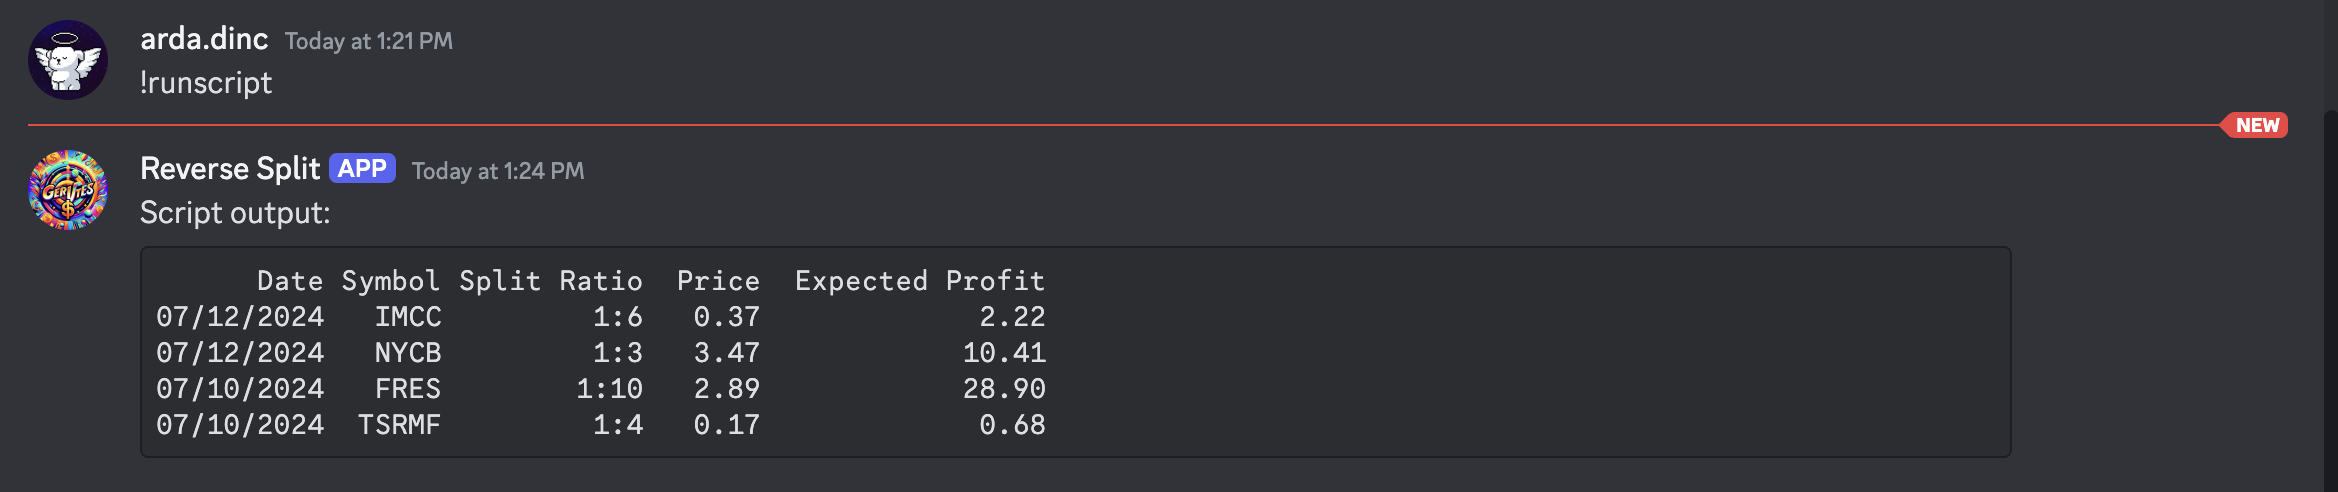 arda.dinc Today at 1:21 PM
!runscript
NEW
Reverse Split APP Today at 1:24 PM
Script output:
Date Symbol Split Ratio Price Expected Profit
07/12/2024 IMCC 1:6 0.37 2.22
07/12/2024 NYCB 1:3 3.47 10.41
07/10/2024 FRES 1:10 2.89 28.90
07/10/2024 TSRMF 1:4 0.17 0.68